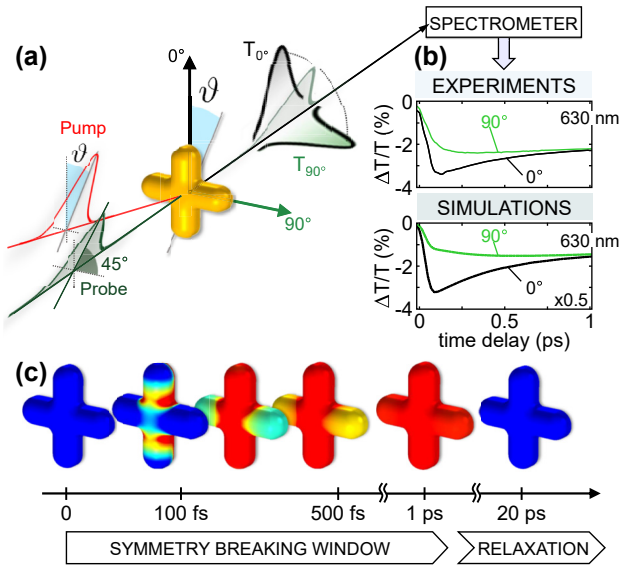 SPECTROMETER
(a)
0°
ϑ
T0°
Pump
ϑ
T90°
90°
45°
Probe
(b)
EXPERIMENTS
0
-2
-4
ΔT/T (%)
90°
630 nm
0°
SIMULATIONS
0
-2
-4
ΔT/T (%)
90°
630 nm
0°
x0.5
0
0.5
1
time delay (ps)
(c)
0
100 fs
500 fs
1 ps
20 ps
SYMMETRY BREAKING WINDOW
RELAXATION